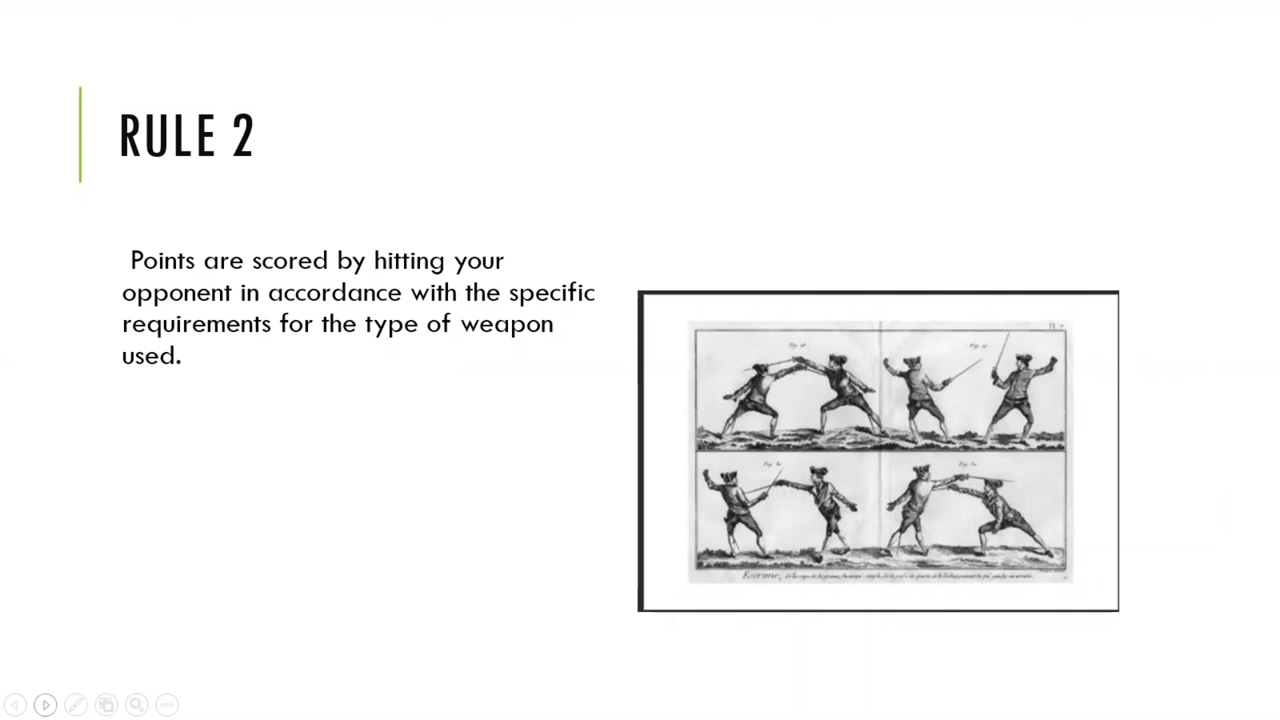 RULE 2
Points are scored by hitting your
opponent in accordance with the specific
requirements for the type of weapon
used.
Escrime,